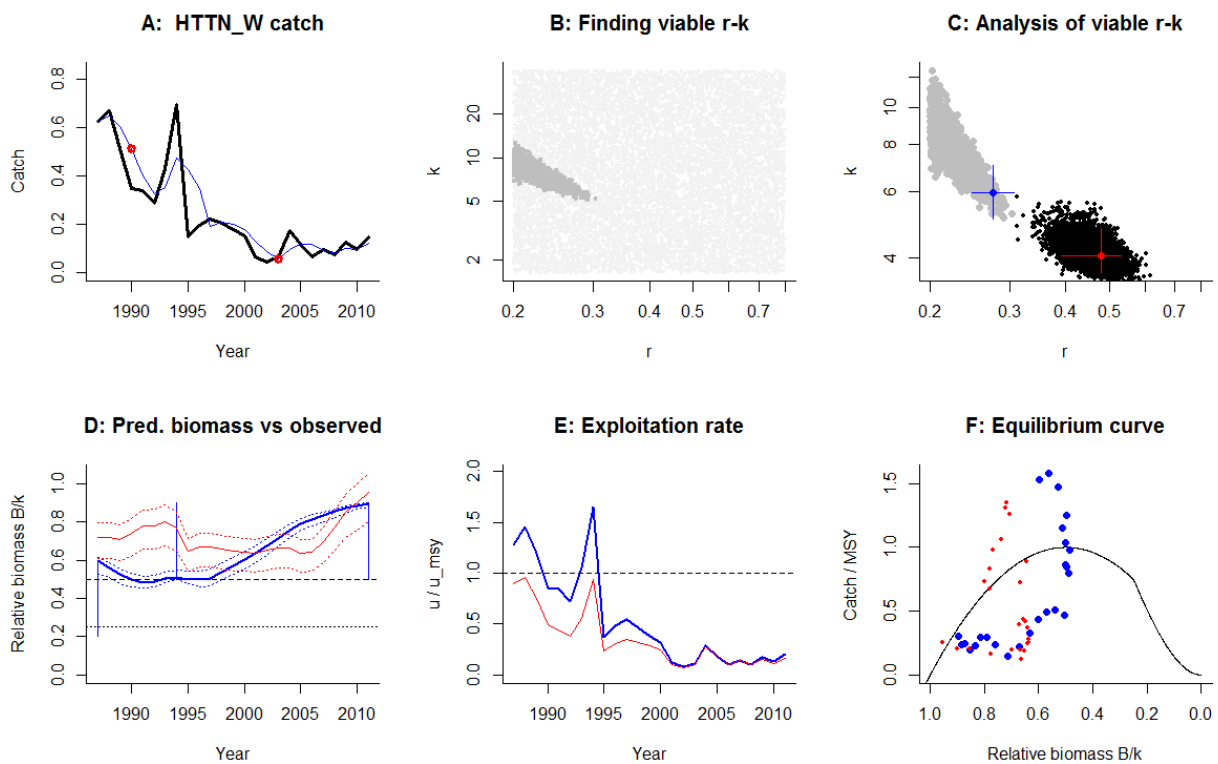 A: HTTN_W catch
Catch
0.0 0.2 0.4 0.6 0.8
1990 1995 2000 2005 2010
Year
B: Finding viable r-k
k
2 5 10 20
0.2 0.3 0.4 0.5 0.7
r
C: Analysis of viable r-k
k
4 6 8 10
0.2 0.3 0.4 0.5 0.7
r
D: Pred. biomass vs observed
Relative biomass B/k
0.0 0.2 0.4 0.6 0.8 1.0
1990 1995 2000 2005 2010
Year
E: Exploitation rate
u / u_msy
0.0 0.5 1.0 1.5 2.0
1990 1995 2000 2005 2010
Year
F: Equilibrium curve
Catch / MSY
0.0 0.5 1.0 1.5
1.0 0.8 0.6 0.4 0.2 0.0
Relative biomass B/k